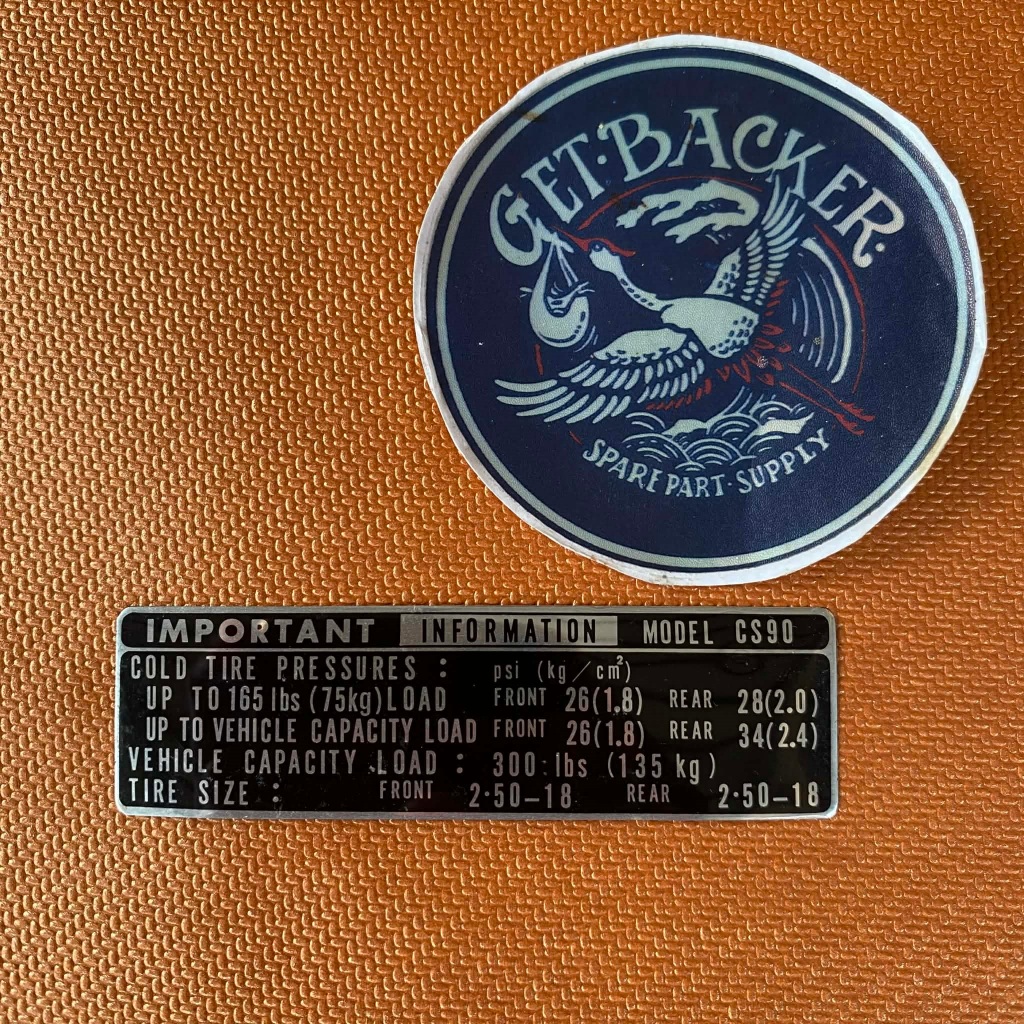 GET·BACKER·
SPARE PART·SUPPLY
IMPORTANT INFORMATION MODEL CS90
COLD TIRE PRESSURES : psi (kg/cm²)
UP TO 165 lbs (75kg) LOAD FRONT 26(1.8) REAR 28(2.0)
UP TO VEHICLE CAPACITY LOAD FRONT 26(1.8) REAR 34(2.4)
VEHICLE CAPACITY LOAD : 300 lbs (135 kg)
TIRE SIZE : FRONT 2·50–18 REAR 2·50–18